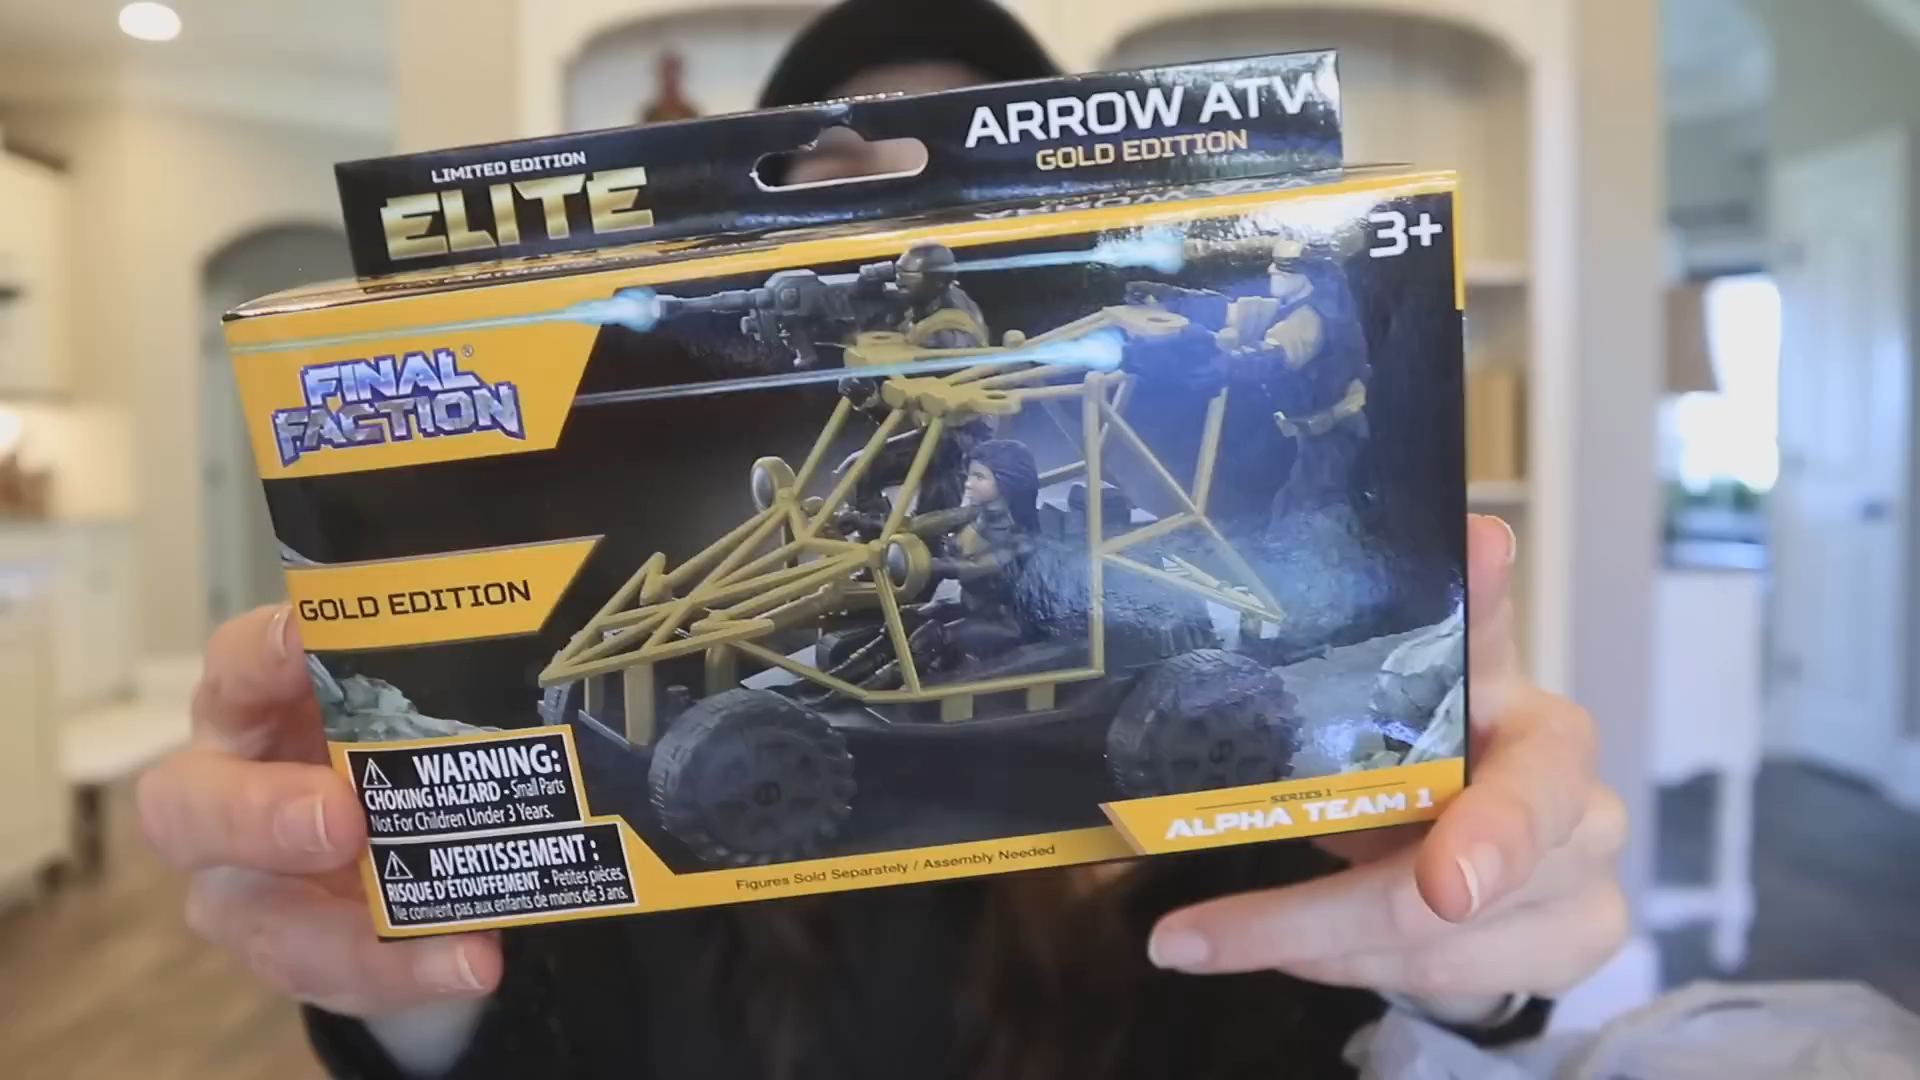 LIMITED EDITION
ELITE
ARROW ATV
GOLD EDITION
3+
FINAL
FACTION®
GOLD EDITION
WARNING:
CHOKING HAZARD - Small Parts
Not For Children Under 3 Years.
AVERTISSEMENT :
RISQUE D'ÉTOUFFEMENT - Petites pièces.
Ne convient pas aux enfants de moins de 3 ans.
Figures Sold Separately / Assembly Needed
SERIES 1
ALPHA TEAM 1